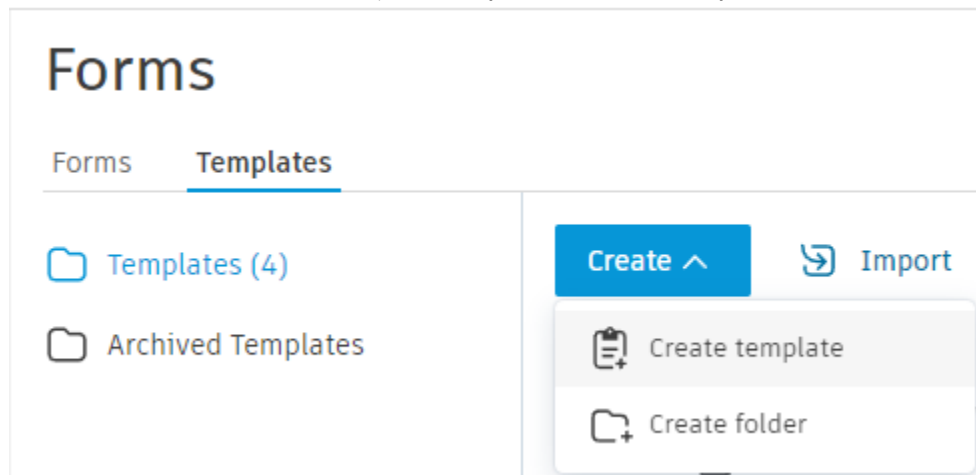 Forms
Forms Templates
Templates (4)
Create Import
Archived Templates
Create template
Create folder